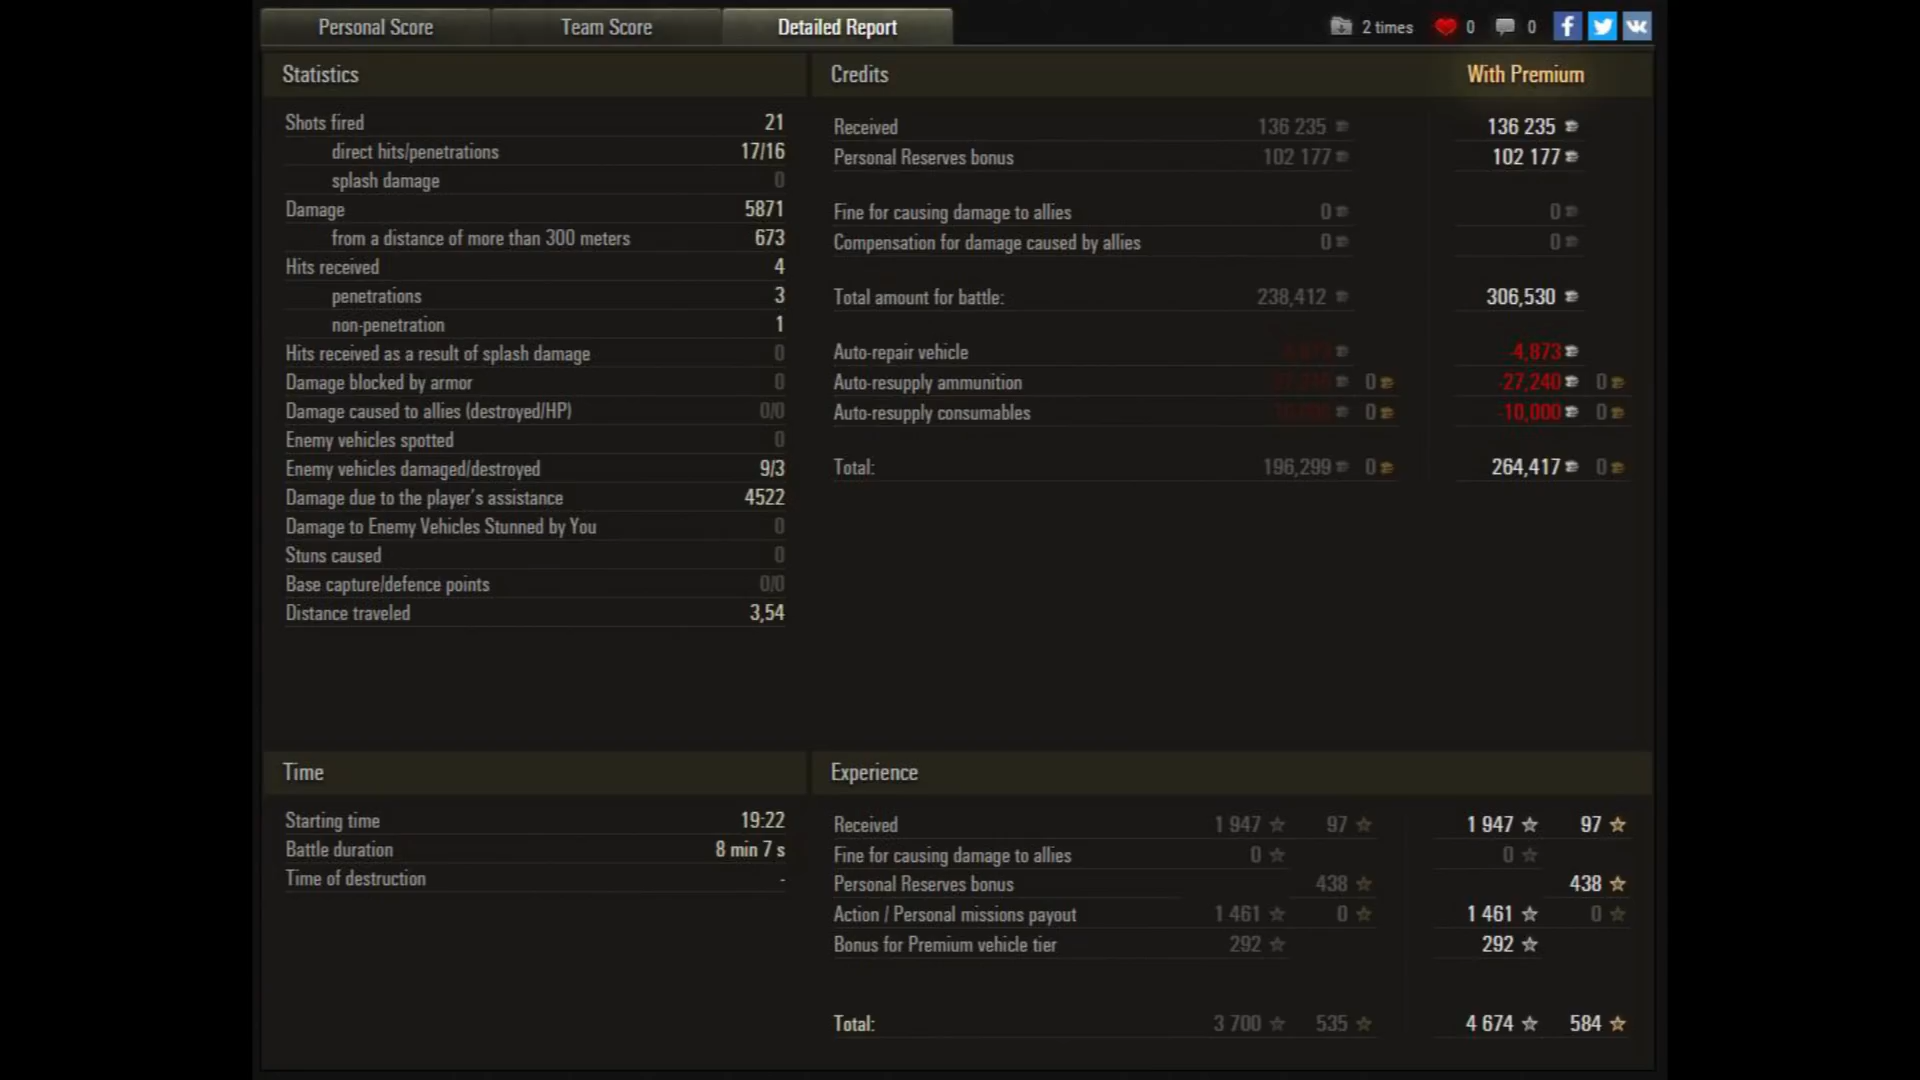 Personal Score Team Score Detailed Report 2 times 0 0
Statistics
Shots fired 21
direct hits/penetrations 17/16
splash damage 0
Damage 5871
from a distance of more than 300 meters 673
Hits received 4
penetrations 3
non-penetration 1
Hits received as a result of splash damage 0
Damage blocked by armor 0
Damage caused to allies (destroyed/HP) 0/0
Enemy vehicles spotted 0
Enemy vehicles damaged/destroyed 9/3
Damage due to the player's assistance 4522
Damage to Enemy Vehicles Stunned by You 0
Stuns caused 0
Base capture/defence points 0/0
Distance traveled 3,54
Credits With Premium
Received 136 235 136 235
Personal Reserves bonus 102 177 102 177
Fine for causing damage to allies 0 0
Compensation for damage caused by allies 0 0
Total amount for battle: 238,412 306,530
Auto-repair vehicle -4,873
Auto-resupply ammunition 0 -27,240 0
Auto-resupply consumables 0 -10,000 0
Total: 196,299 0 264,417 0
Time
Starting time 19:22
Battle duration 8 min 7 s
Time of destruction -
Experience
Received 1 947 97 1 947 97
Fine for causing damage to allies 0 0
Personal Reserves bonus 438 438
Action / Personal missions payout 1 461 0 1 461 0
Bonus for Premium vehicle tier 292 292
Total: 3 700 535 4 674 584